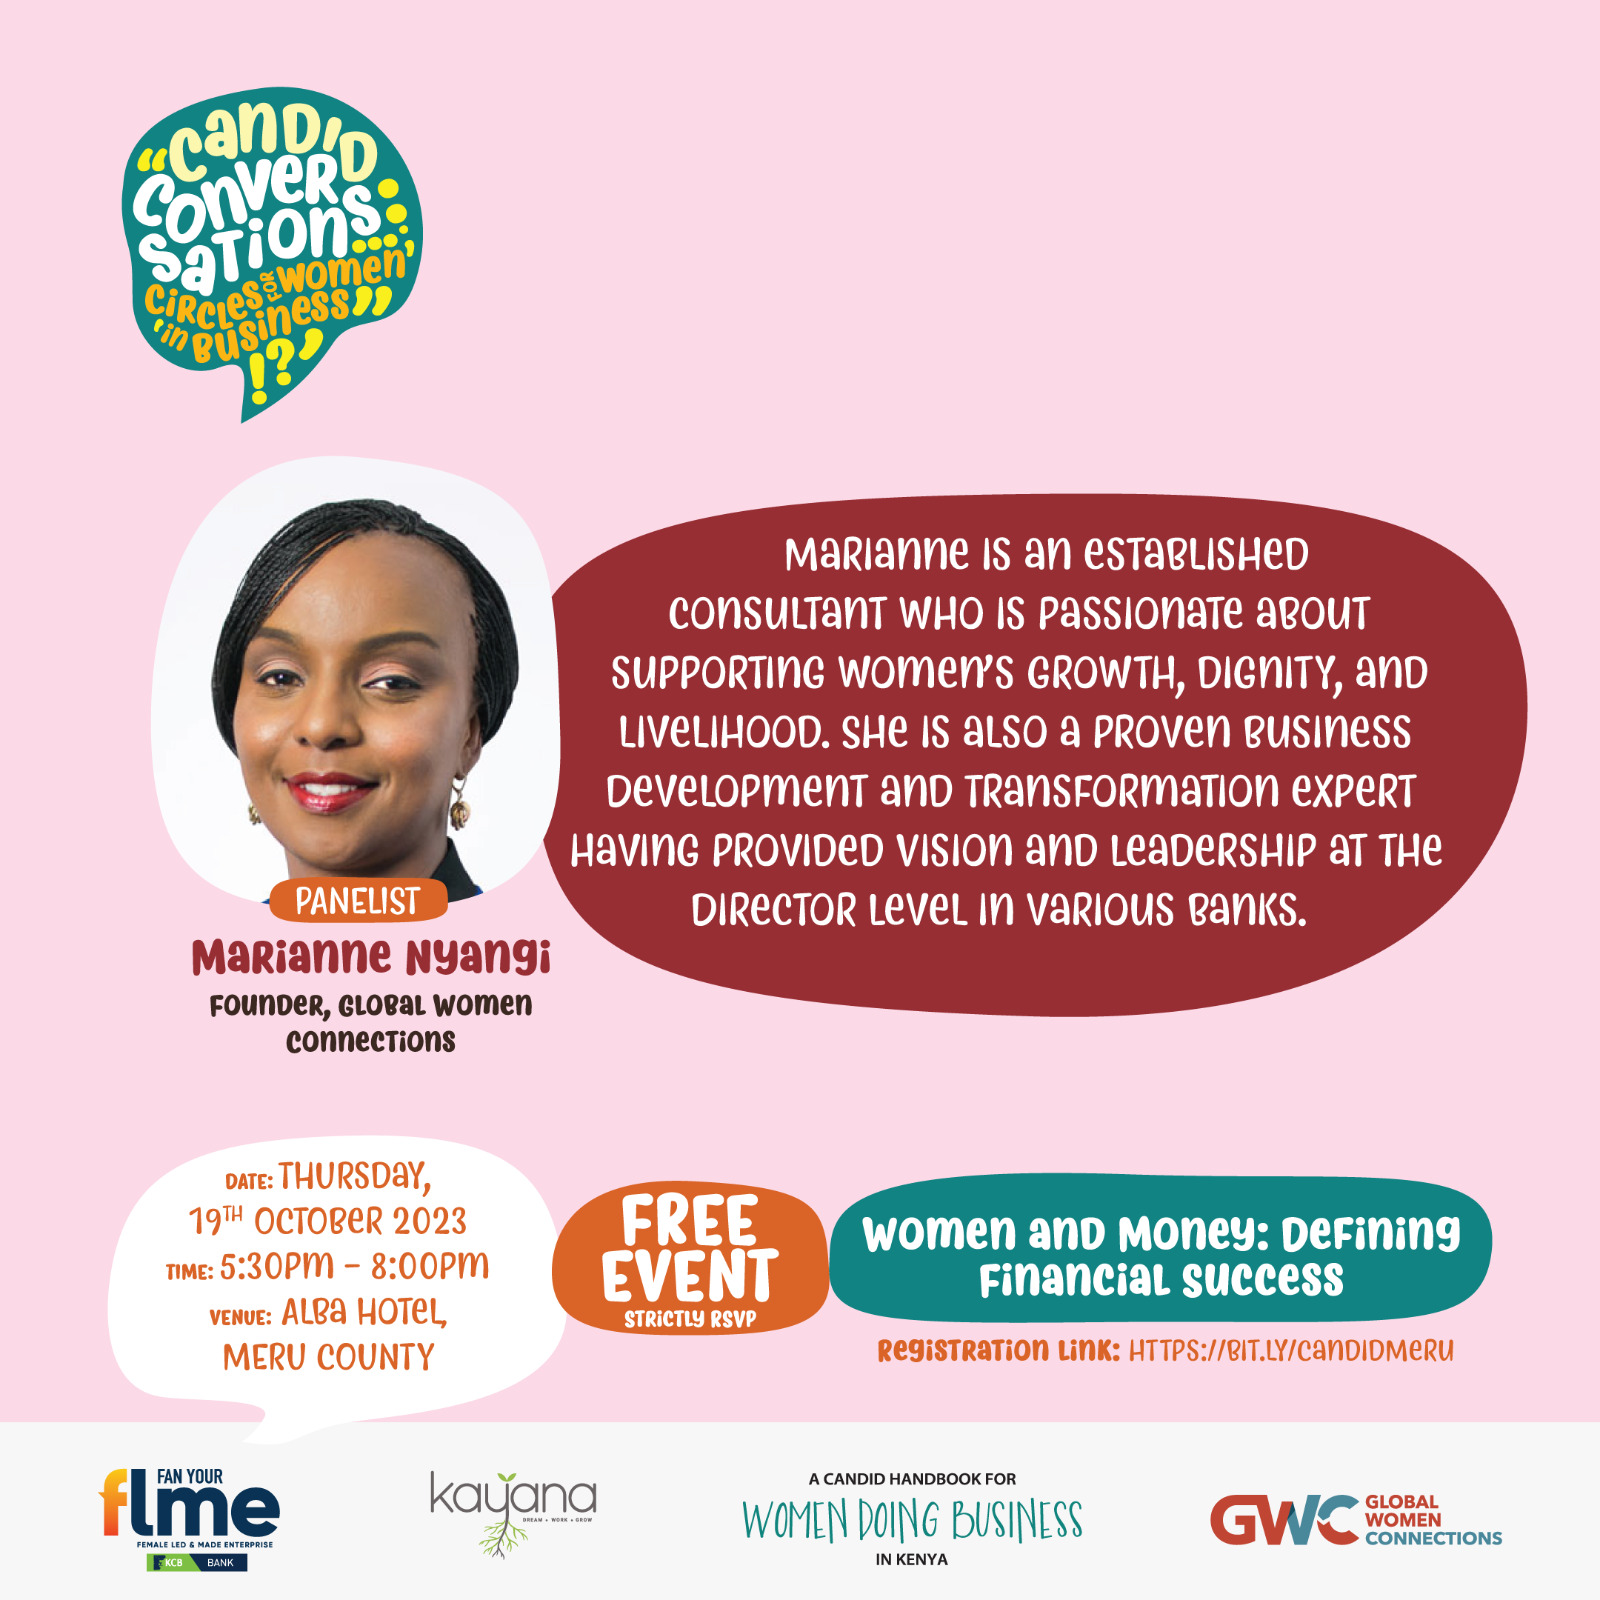 "CANDID
CONVER
SATIONS...
CIRCLES FOR WOMEN
IN BUSINESS"
!?
MARIANNE IS AN ESTABLISHED
CONSULTANT WHO IS PASSIONATE ABOUT
SUPPORTING WOMEN'S GROWTH, DIGNITY, AND
LIVELIHOOD. SHE IS ALSO A PROVEN BUSINESS
DEVELOPMENT AND TRANSFORMATION EXPERT
HAVING PROVIDED VISION AND LEADERSHIP AT THE
DIRECTOR LEVEL IN VARIOUS BANKS.
PANELIST
Marianne Nyangi
FOUNDER, GLOBAL WOMEN
CONNECTIONS
DATE: THURSDAY,
19TH OCTOBER 2023
TIME: 5:30PM – 8:00PM
VENUE: ALBA HOTEL,
MERU COUNTY
FREE
EVENT
STRICTLY RSVP
Women and Money: Defining
Financial Success
Registration Link: HTTPS://BIT.LY/CANDIDMERU
FAN YOUR
flme
FEMALE LED & MADE ENTERPRISE
KCB BANK
kayana
DREAM • WORK • GROW
A CANDID HANDBOOK FOR
WOMEN DOING BUSINESS
IN KENYA
GWC GLOBAL
WOMEN
CONNECTIONS